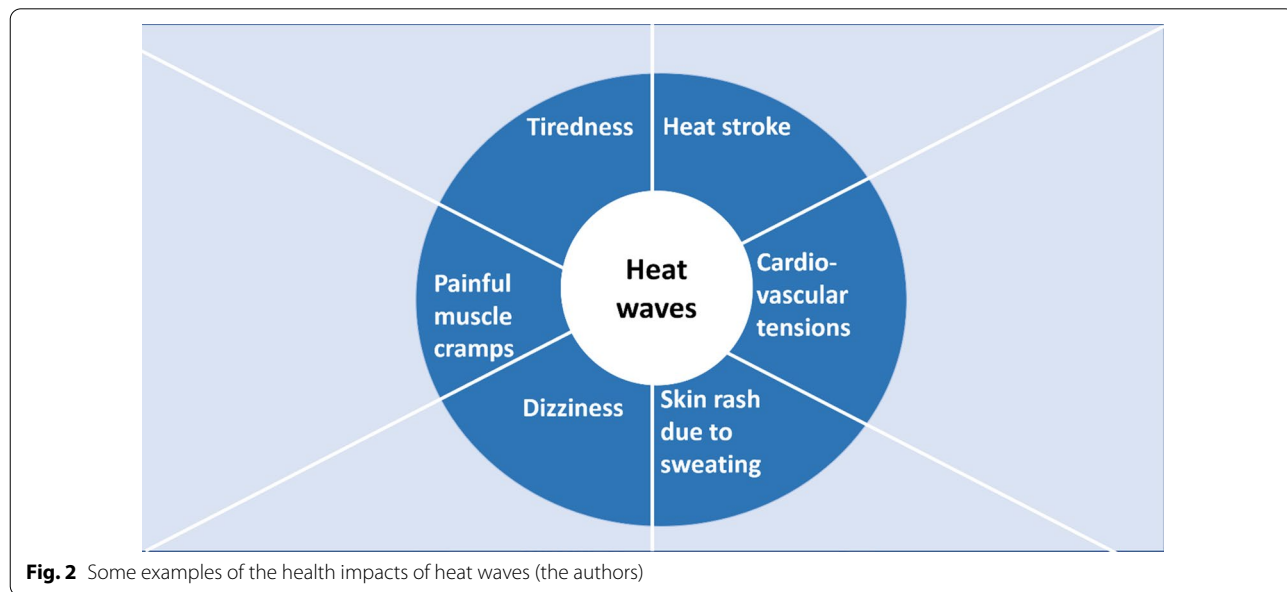 Tiredness
Heat stroke
Painful
muscle
cramps
Heat
waves
Cardio-
vascular
tensions
Dizziness
Skin rash
due to
sweating
Fig. 2 Some examples of the health impacts of heat waves (the authors)